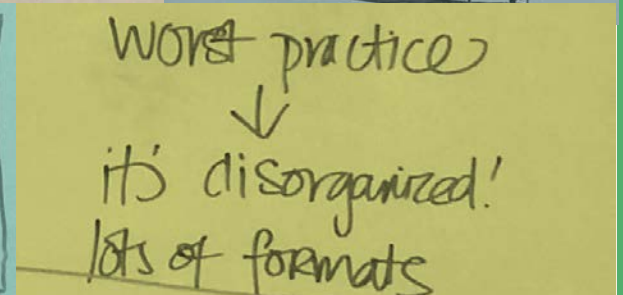 Worst practice
↓
it's disorganized!
lots of formats